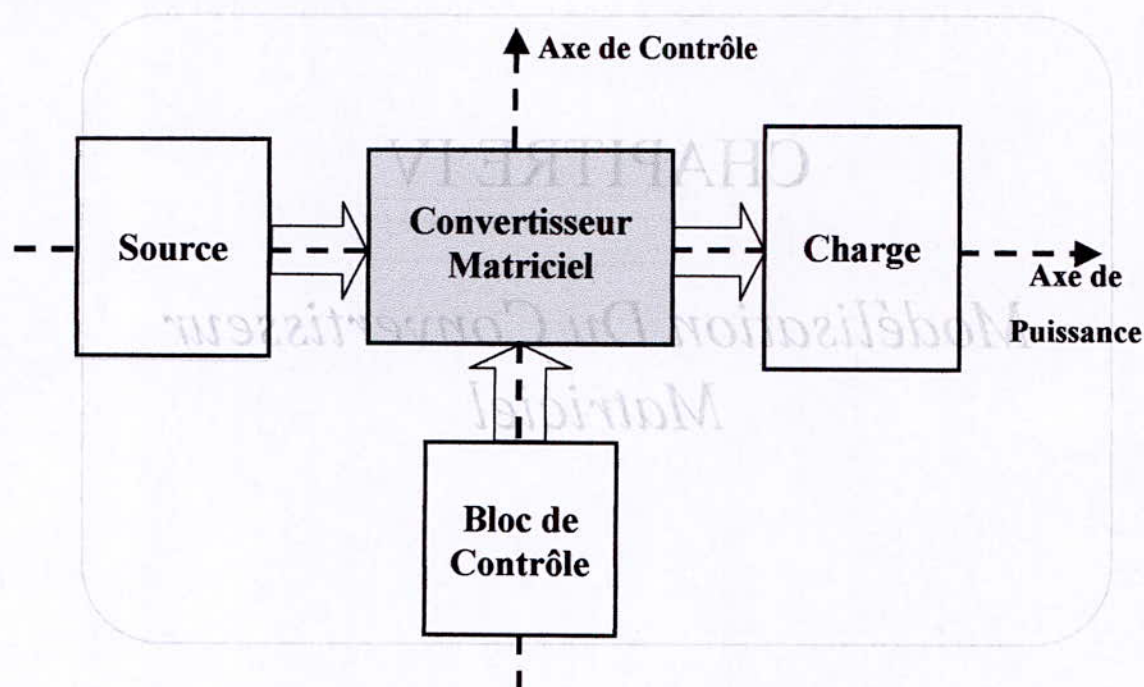 Axe de Contrôle
CHAPITRE IV
Source
Convertisseur
Matriciel
Charge
Axe de
Puissance
Modélisation Du Convertisseur
Matriciel
Bloc de
Contrôle